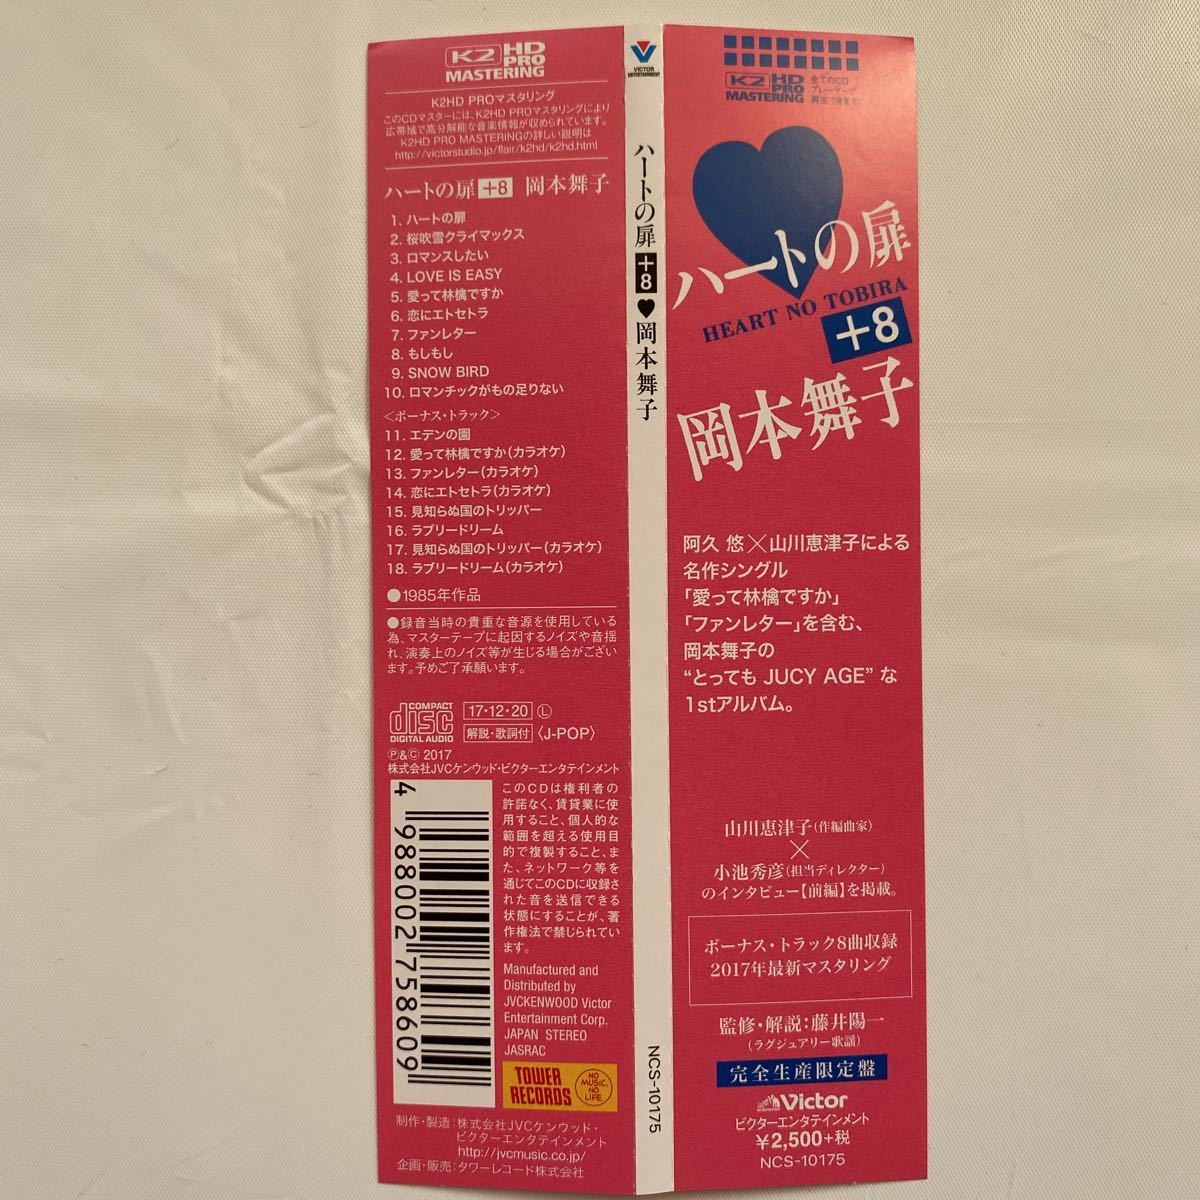 K2 HD
PRO
MASTERING
K2HD PROマスタリング
このCDマスターには、K2HD PROマスタリングにより
広帯域で高分解能な音楽情報が収められています。
K2HD PRO MASTERINGの詳しい説明は
http://victorstudio.jp/flair/k2hd/k2hd.html
ハートの扉 +8 岡本舞子
1. ハートの扉
2. 桜吹雪クライマックス
3. ロマンスしたい
4. LOVE IS EASY
5. 愛って林檎ですか
6. 恋にエトセトラ
7. ファンレター
8. もしもし
9. SNOW BIRD
10. ロマンチックがもの足りない
〈ボーナス・トラック〉
11. エデンの園
12. 愛って林檎ですか(カラオケ)
13. ファンレター(カラオケ)
14. 恋にエトセトラ(カラオケ)
15. 見知らぬ国のトリッパー
16. ラブリードリーム
17. 見知らぬ国のトリッパー(カラオケ)
18. ラブリードリーム(カラオケ)
●1985年作品
●録音当時の貴重な音源を使用している
為、マスターテープに起因するノイズや音揺
れ、演奏上のノイズ等が生じる場合がござい
ます。予めご了承願います。
COMPACT
disc
DIGITAL AUDIO
17・12・20 Ⓛ
解説・歌詞付 〈J-POP〉
Ⓟ&Ⓒ 2017
株式会社JVCケンウッド・ビクターエンタテインメント
4 988002 758609
このCDは権利者の
許諾なく、賃貸業に使
用すること、個人的な
範囲を超える使用目
的で複製すること、ま
た、ネットワーク等を
通じてこのCDに収録さ
れた音を送信できる
状態にすることが、著
作権法で禁じられてい
ます。
Manufactured and
Distributed by
JVCKENWOOD Victor
Entertainment Corp.
JAPAN STEREO
JASRAC
TOWER
RECORDS
NO
MUSIC,
NO
LIFE.
制作・製造：株式会社JVCケンウッド・
ビクターエンタテインメント
http://jvcmusic.co.jp/
企画・販売：タワーレコード株式会社
VICTOR
ENTERTAINMENT
ハートの扉 +8 ♥ 岡本舞子
NCS-10175
K2 HD
PRO
MASTERING
全てのCD
プレーヤーで
再生できます。
ハートの扉
HEART NO TOBIRA
+8
岡本舞子
阿久 悠×山川恵津子による
名作シングル
「愛って林檎ですか」
「ファンレター」を含む、
岡本舞子の
“とっても JUCY AGE” な
1stアルバム。
山川恵津子(作編曲家)
×
小池秀彦(担当ディレクター)
のインタビュー【前編】を掲載。
ボーナス・トラック8曲収録
2017年最新マスタリング
監修・解説：藤井陽一
(ラグジュアリー歌謡)
完全生産限定盤
Victor
ビクターエンタテインメント
¥2,500+税
NCS-10175